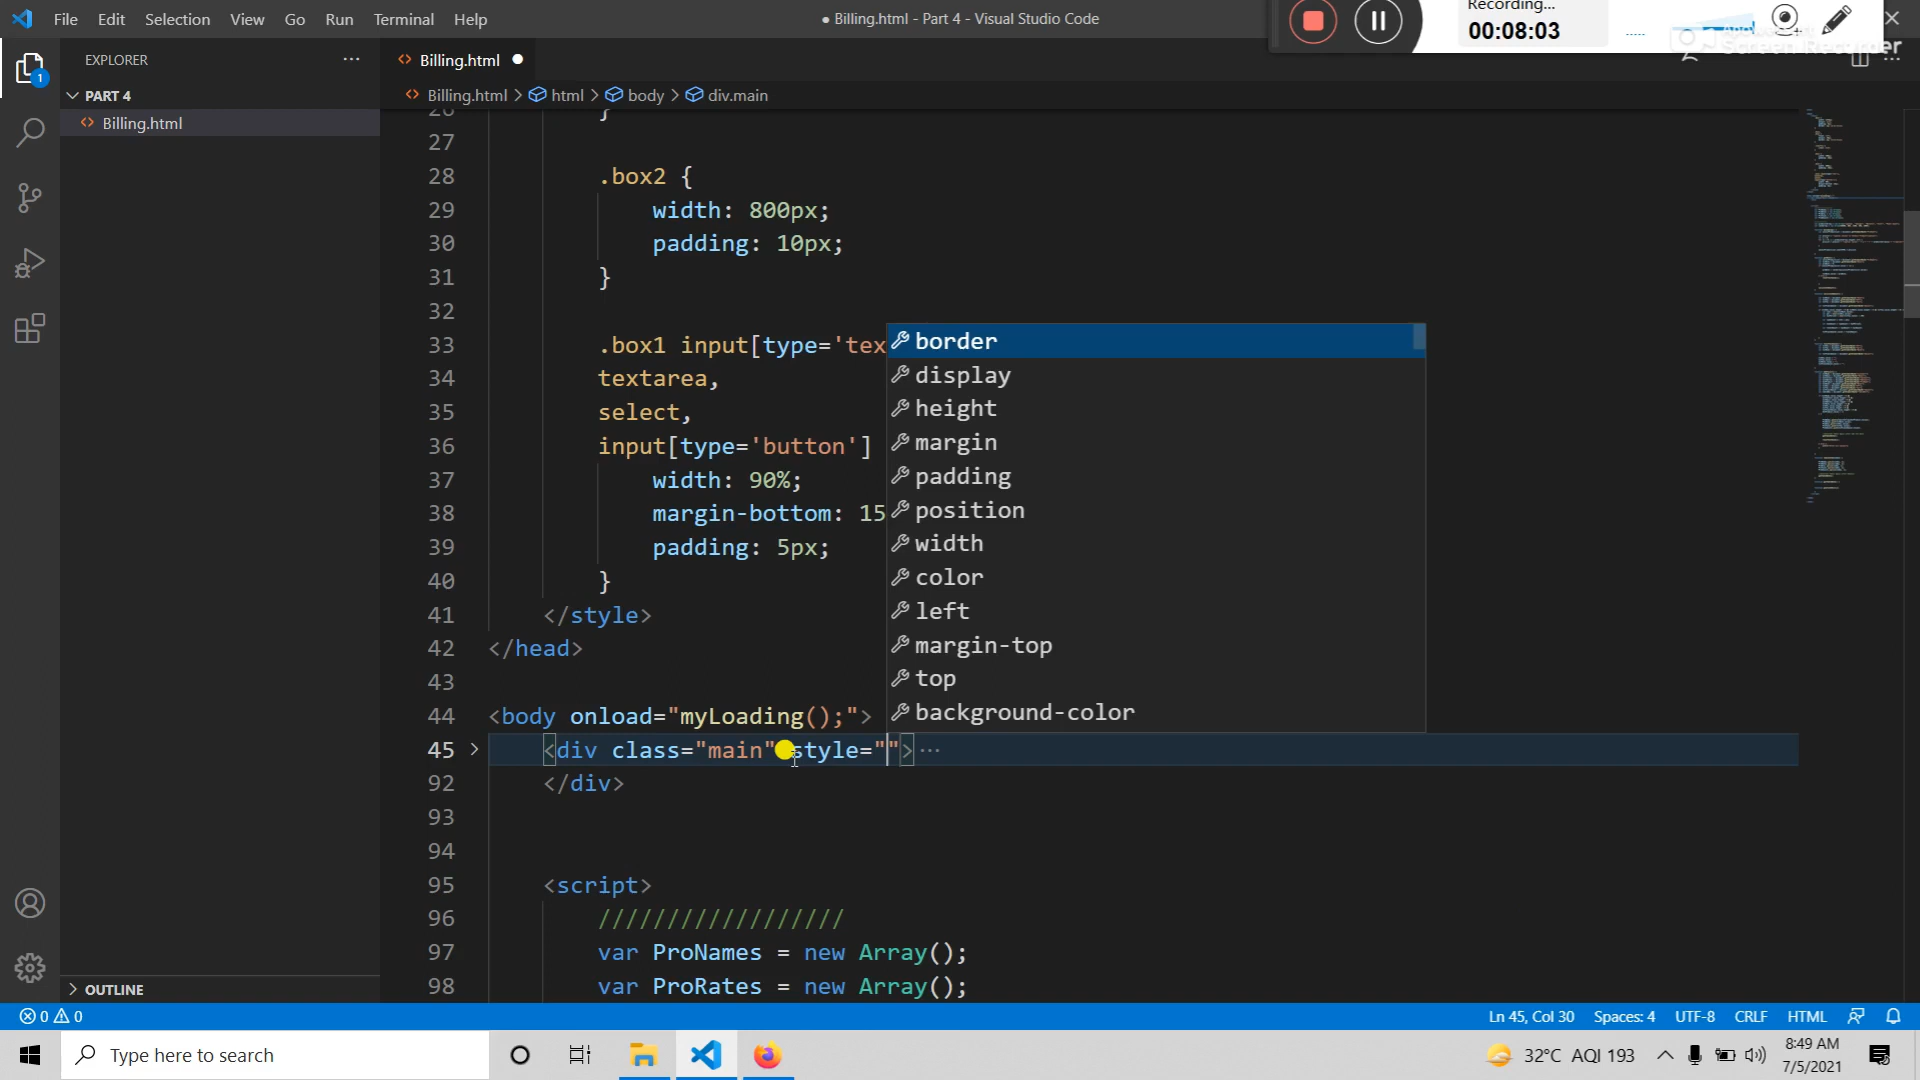 File Edit Selection View Go Run Terminal Help
● Billing.html - Part 4 - Visual Studio Code
Recording...
00:08:03
Screen Recorder
EXPLORER
Billing.html
PART 4
Billing.html > html > body > div.main
Billing.html
26 }
27
28 .box2 {
29 width: 800px;
30 padding: 10px;
31 }
32
33 .box1 input[type='tex
34 textarea,
35 select,
36 input[type='button']
37 width: 90%;
38 margin-bottom: 15
39 padding: 5px;
40 }
41 </style>
42 </head>
43
44 <body onload="myLoading();">
45 <div class="main" style=""> ...
92 </div>
93
94
95 <script>
96 //////////////////
97 var ProNames = new Array();
98 var ProRates = new Array();
border
display
height
margin
padding
position
width
color
left
margin-top
top
background-color
1
OUTLINE
0 0
Ln 45, Col 30 Spaces: 4 UTF-8 CRLF HTML
Type here to search
32°C AQI 193
8:49 AM
7/5/2021